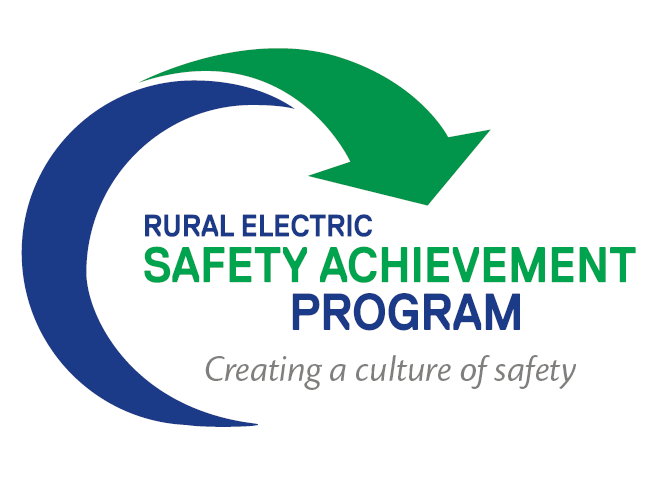 RURAL ELECTRIC
SAFETY ACHIEVEMENT
PROGRAM
Creating a culture of safety